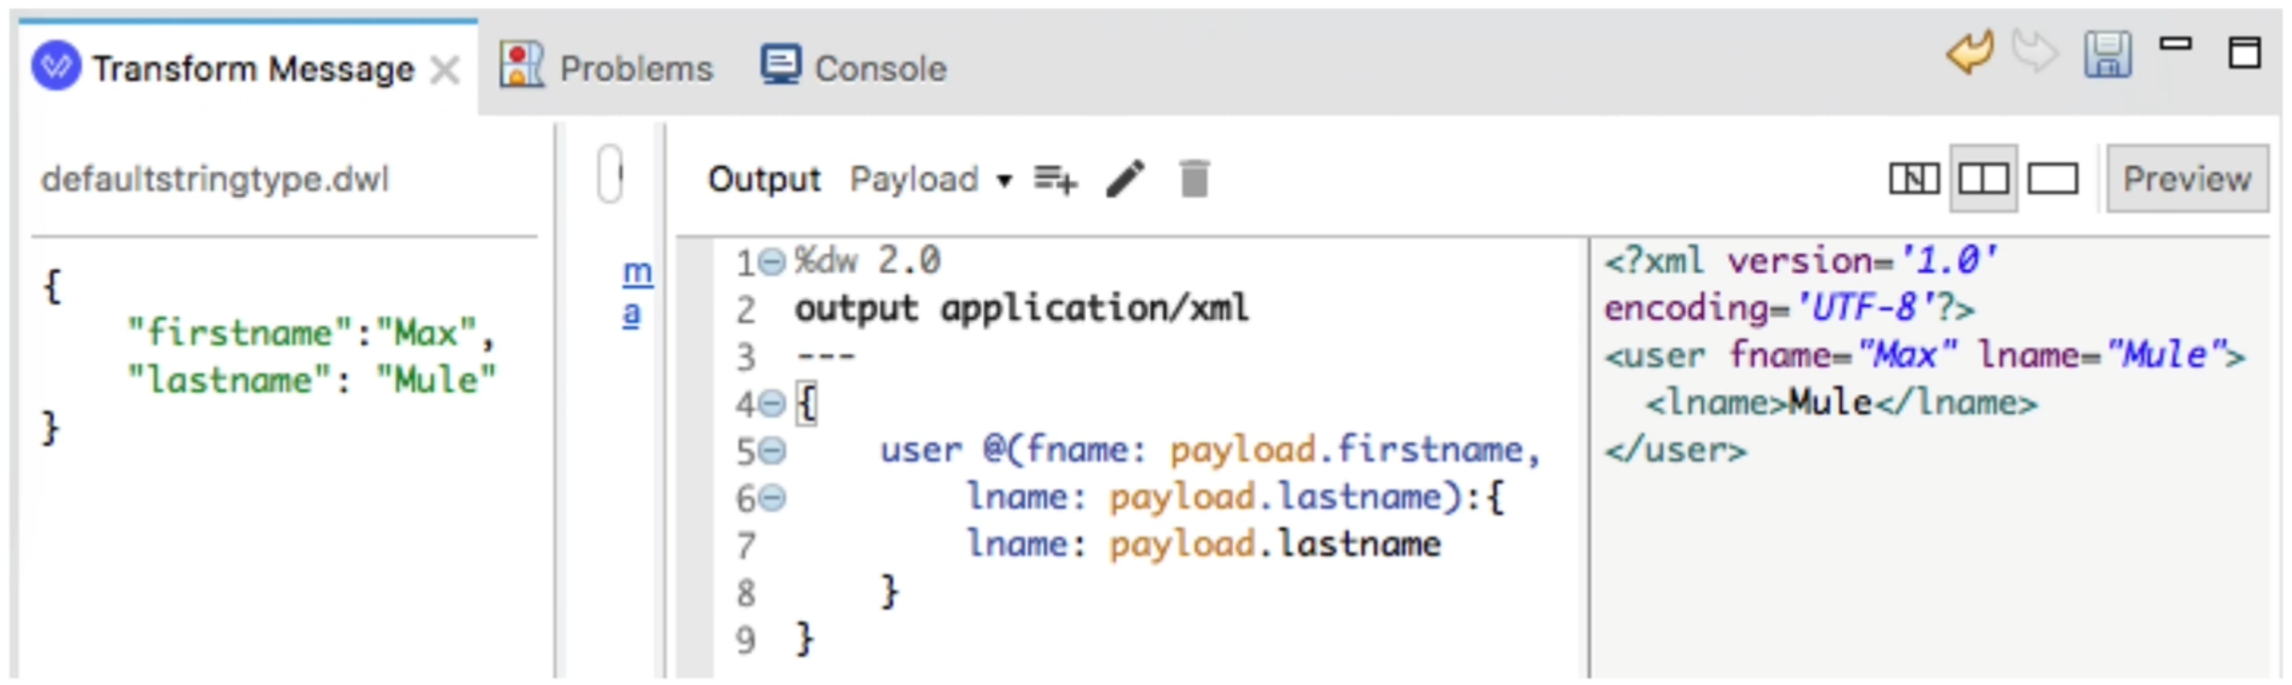 Transform Message Problems Console
defaultstringtype.dwl
{
"firstname":"Max",
"lastname": "Mule"
}
m
a
Output Payload Preview
1 %dw 2.0
2 output application/xml
3 ---
4 {
5 user @(fname: payload.firstname,
6 lname: payload.lastname):{
7 lname: payload.lastname
8 }
9 }
<?xml version='1.0'
encoding='UTF-8'?>
<user fname="Max" lname="Mule">
<lname>Mule</lname>
</user>